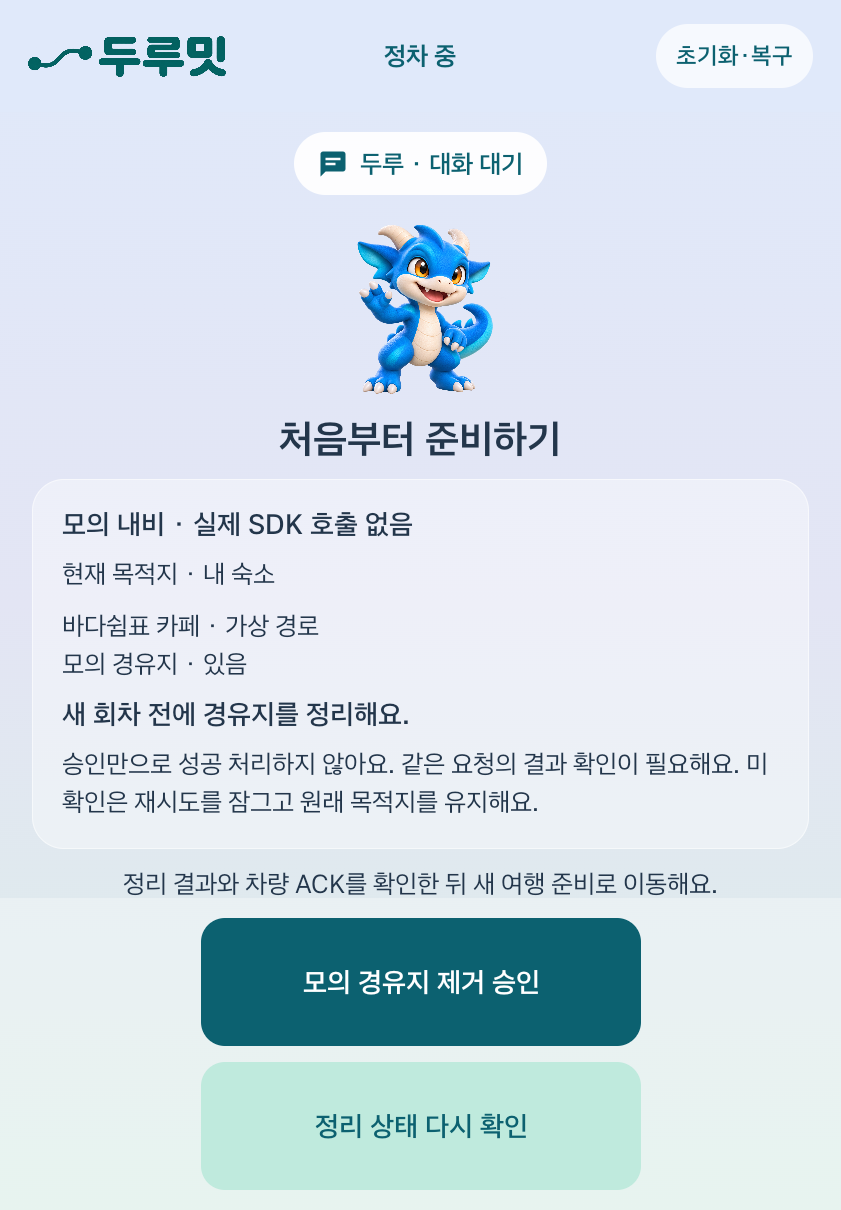 두루밋
정차 중
초기화·복구
두루 · 대화 대기
처음부터 준비하기
모의 내비 · 실제 SDK 호출 없음
현재 목적지 · 내 숙소
바다쉼표 카페 · 가상 경로
모의 경유지 · 있음
새 회차 전에 경유지를 정리해요.
승인만으로 성공 처리하지 않아요. 같은 요청의 결과 확인이 필요해요. 미
확인은 재시도를 잠그고 원래 목적지를 유지해요.
정리 결과와 차량 ACK를 확인한 뒤 새 여행 준비로 이동해요.
모의 경유지 제거 승인
정리 상태 다시 확인